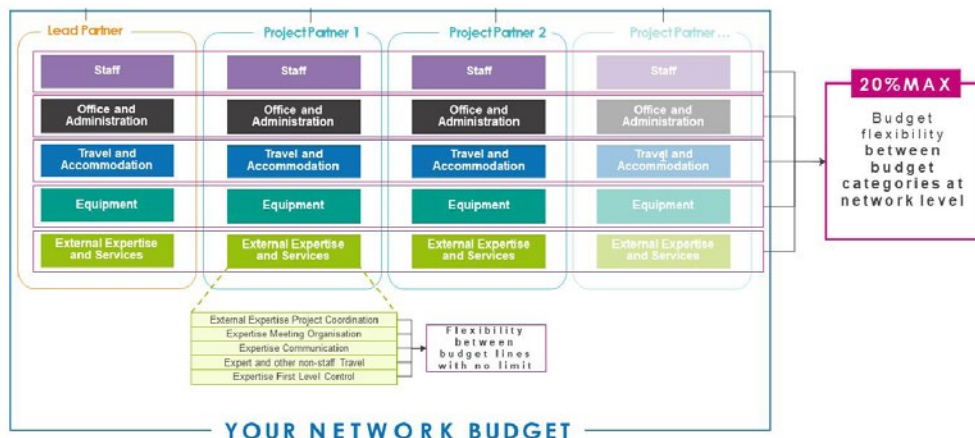 Lead Partner
Project Partner 1
Project Partner 2
Project Partner ...
Staff
Staff
Staff
Staff
Office and
Administration
Office and
Administration
Office and
Administration
Office and
Administration
Travel and
Accommodation
Travel and
Accommodation
Travel and
Accommodation
Travel and
Accommodation
Equipment
Equipment
Equipment
Equipment
External Expertise
and Services
External Expertise
and Services
External Expertise
and Services
External Expertise
and Services
20%MAX
Budget
flexibility
between
budget
categories at
network level
External Expertise Project Coordination
Expertise Meeting Organisation
Expertise Communication
Expert and other non-staff Travel
Expertise First Level Control
Flexibility
between
budget lines
with no limit
YOUR NETWORK BUDGET